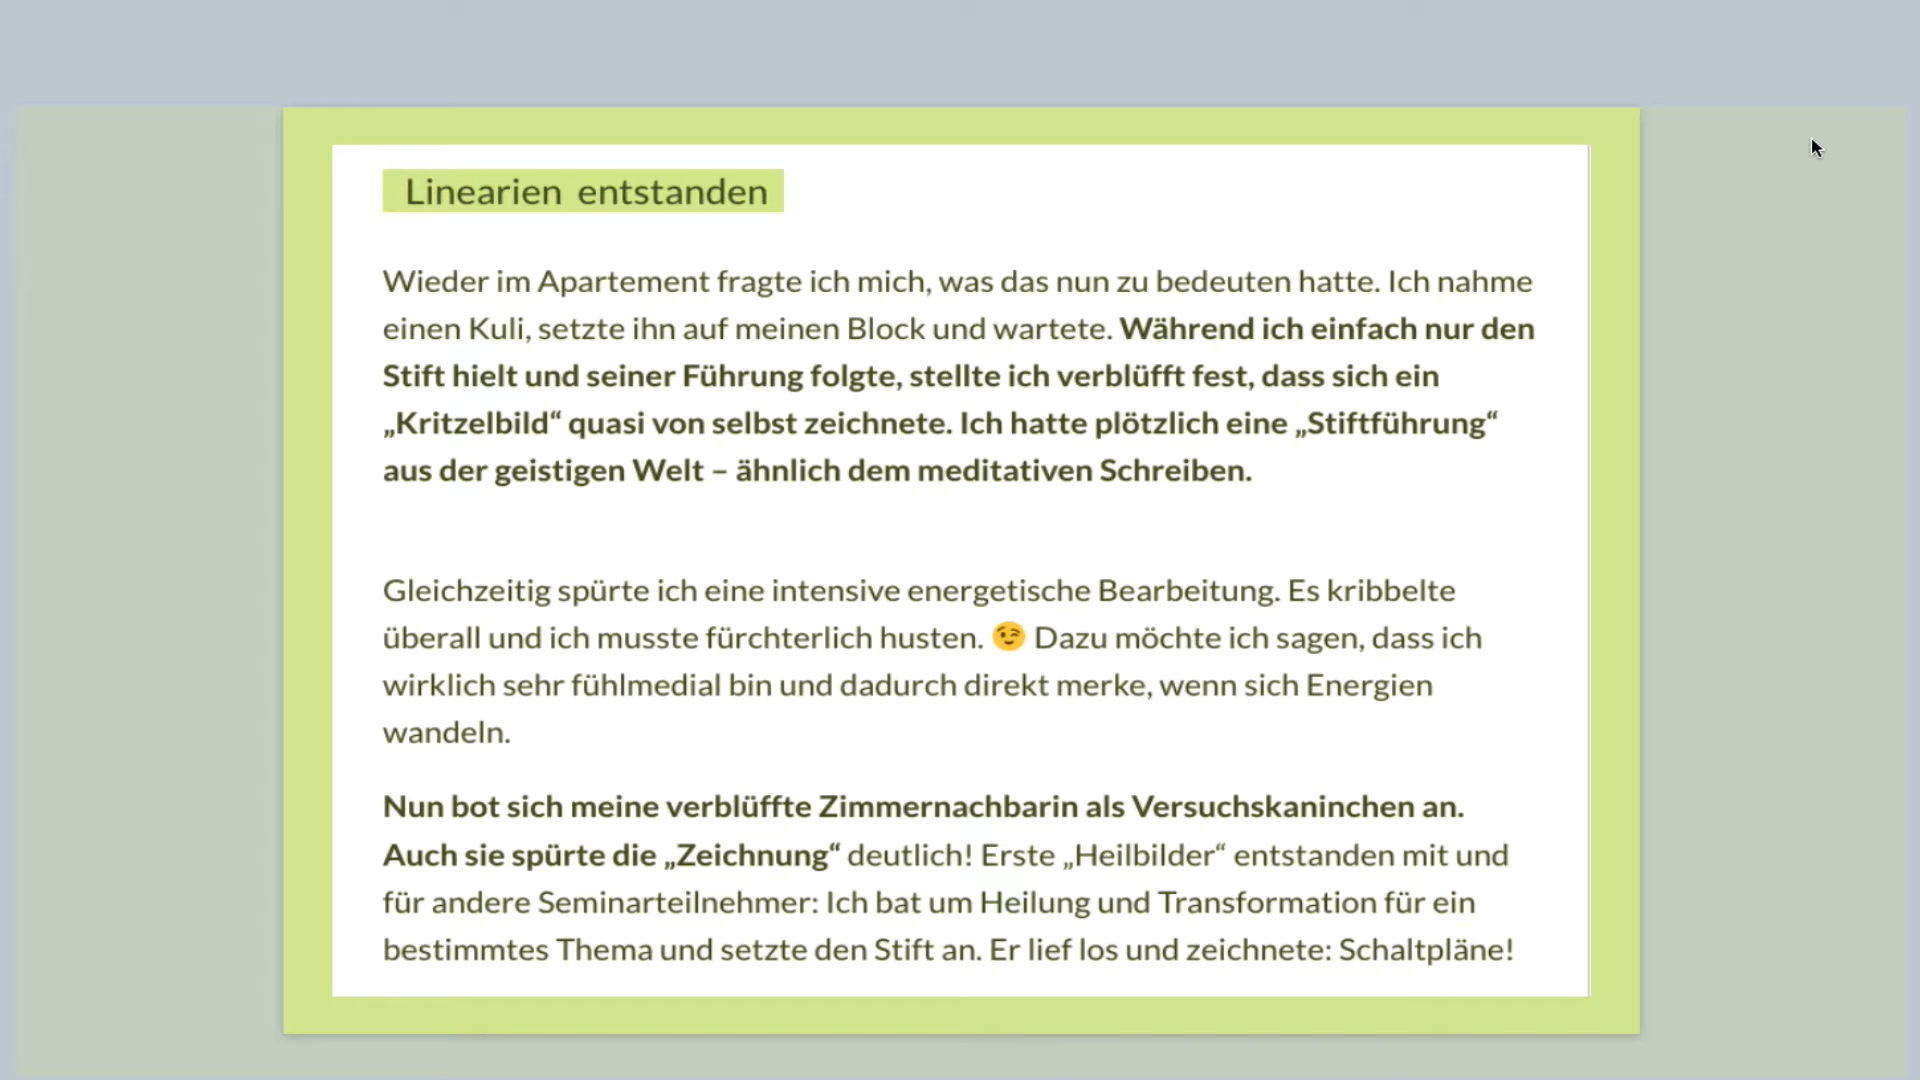 Linearien entstanden
Wieder im Apartement fragte ich mich, was das nun zu bedeuten hatte. Ich nahme
einen Kuli, setzte ihn auf meinen Block und wartete. Während ich einfach nur den
Stift hielt und seiner Führung folgte, stellte ich verblüfft fest, dass sich ein
„Kritzelbild“ quasi von selbst zeichnete. Ich hatte plötzlich eine „Stiftführung“
aus der geistigen Welt – ähnlich dem meditativen Schreiben.
Gleichzeitig spürte ich eine intensive energetische Bearbeitung. Es kribbelte
überall und ich musste fürchterlich husten. 😉 Dazu möchte ich sagen, dass ich
wirklich sehr fühlmedial bin und dadurch direkt merke, wenn sich Energien
wandeln.
Nun bot sich meine verblüffte Zimmernachbarin als Versuchskaninchen an.
Auch sie spürte die „Zeichnung“ deutlich! Erste „Heilbilder“ entstanden mit und
für andere Seminarteilnehmer: Ich bat um Heilung und Transformation für ein
bestimmtes Thema und setzte den Stift an. Er lief los und zeichnete: Schaltpläne!